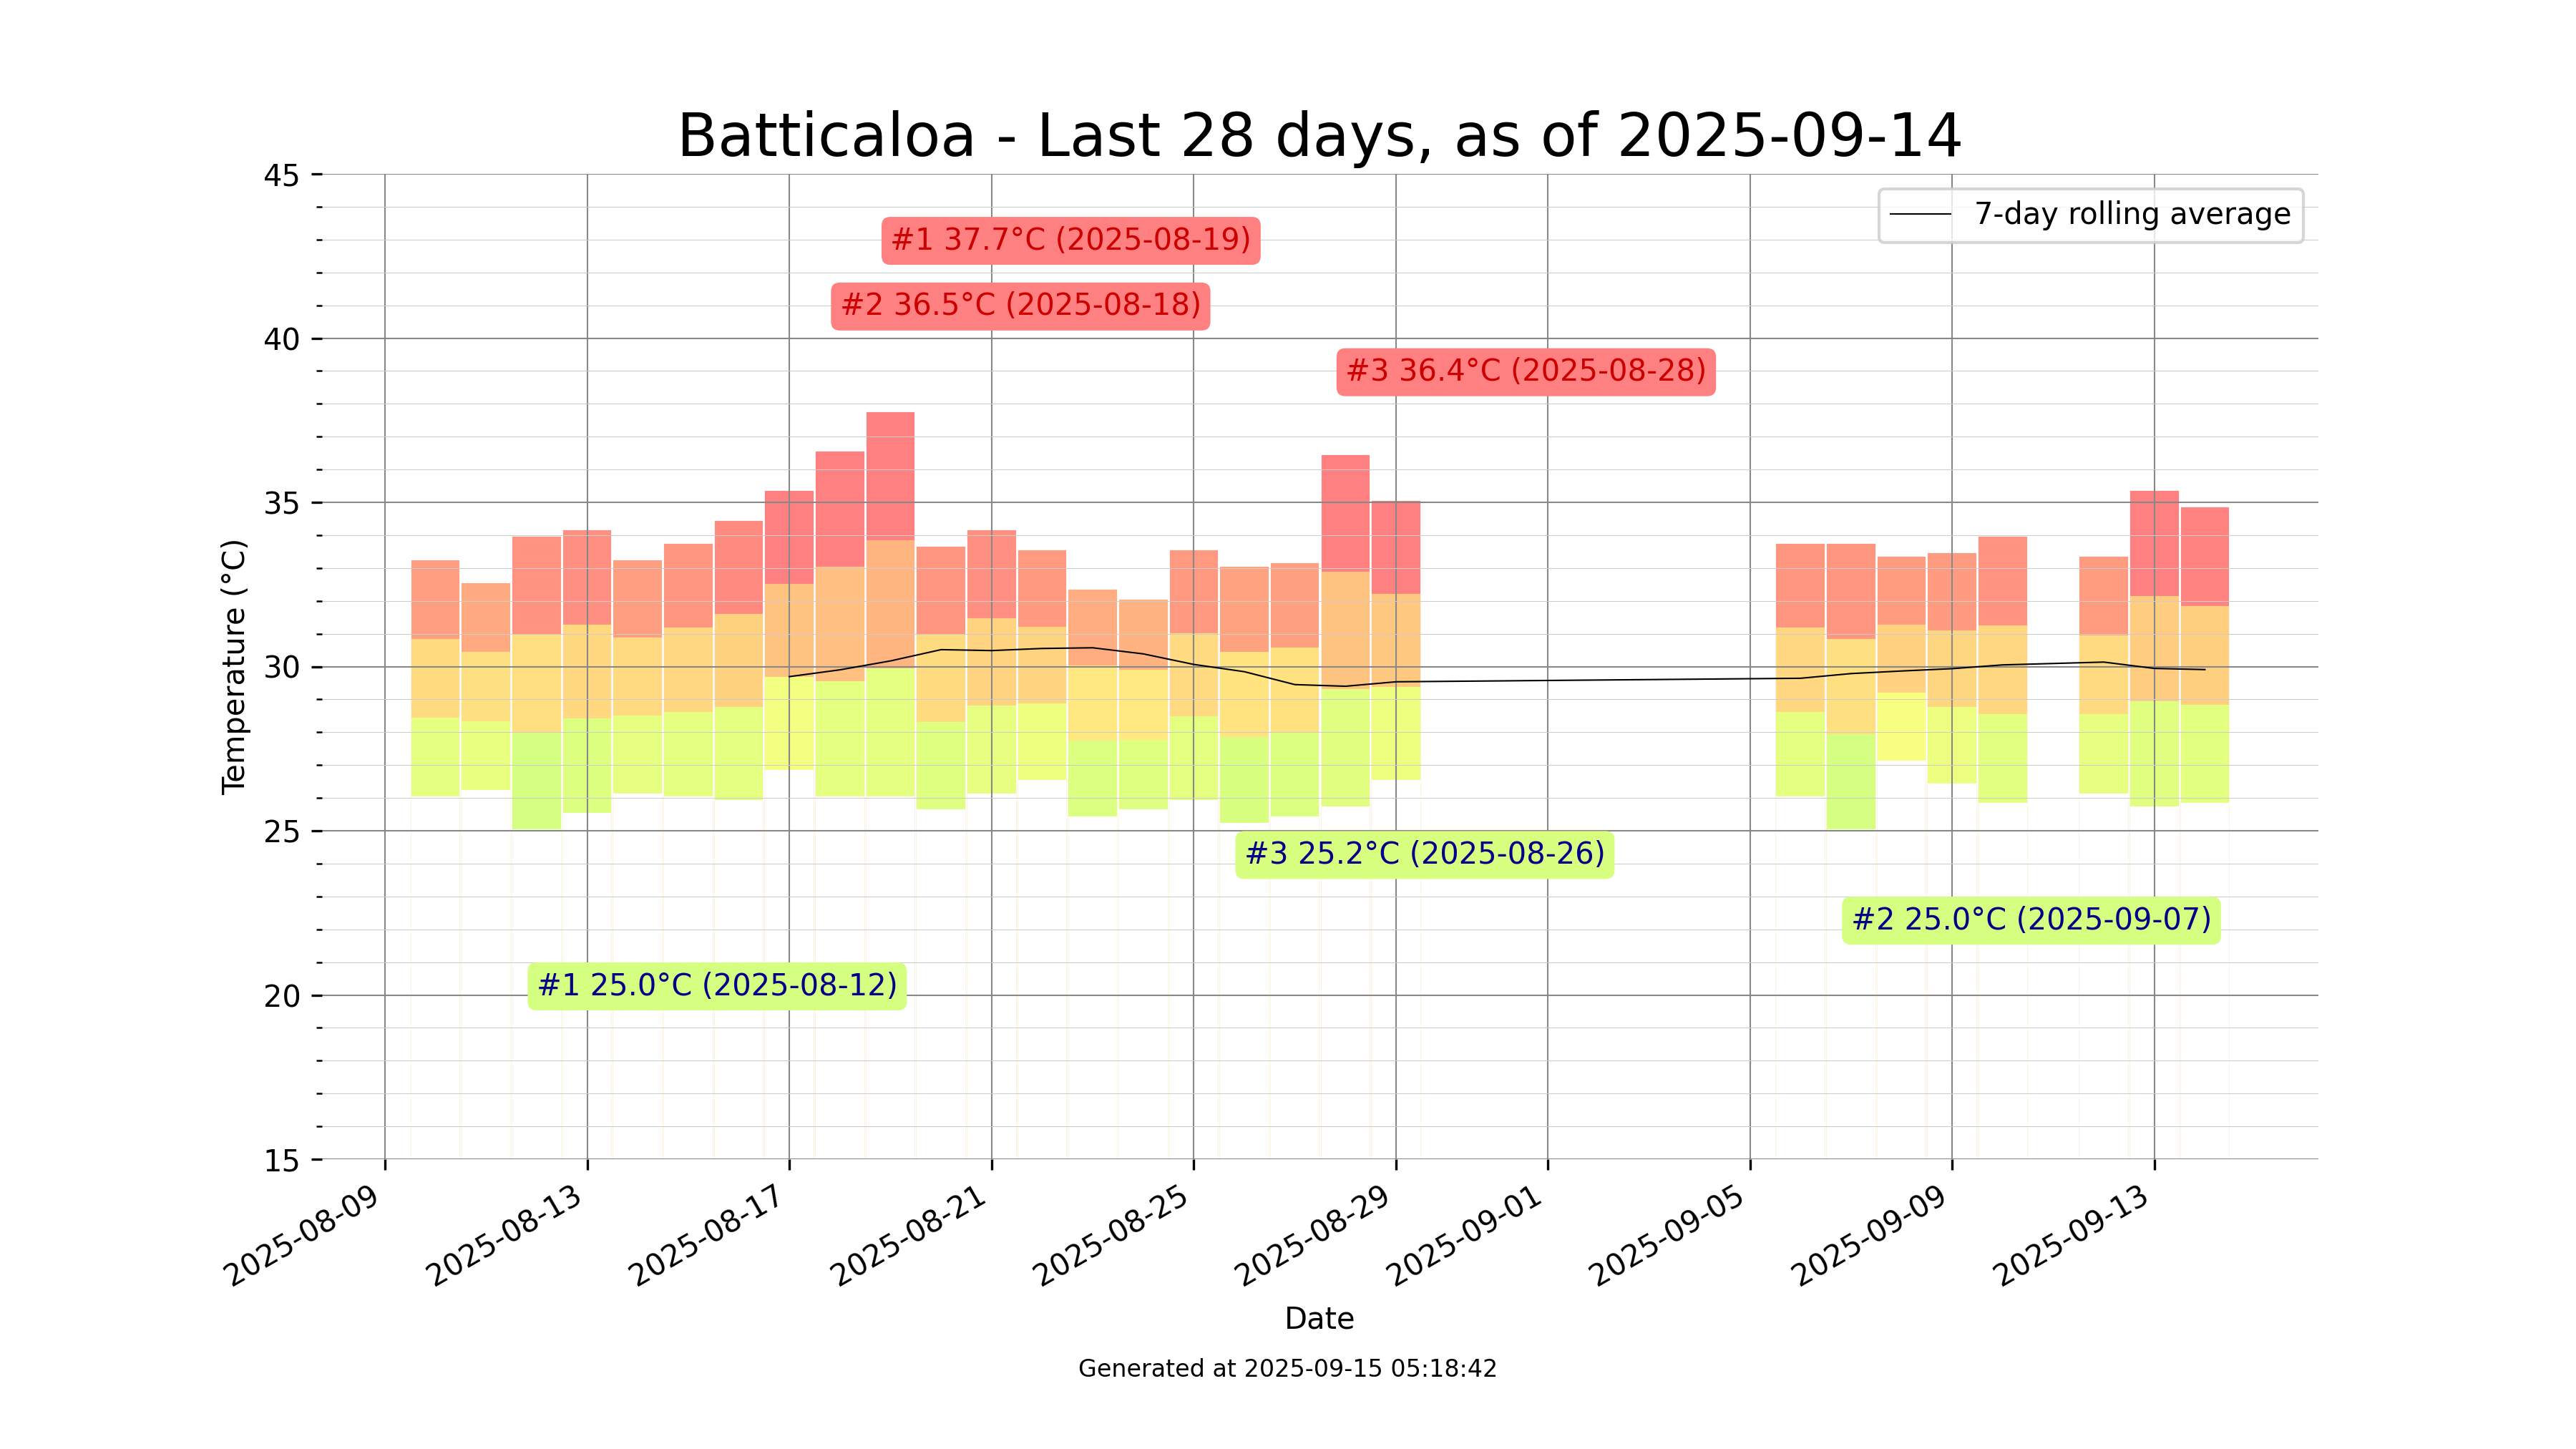 Batticaloa - Last 28 days, as of 2025-09-14
7-day rolling average
#1 37.7°C (2025-08-19)
#2 36.5°C (2025-08-18)
#3 36.4°C (2025-08-28)
#3 25.2°C (2025-08-26)
#2 25.0°C (2025-09-07)
#1 25.0°C (2025-08-12)
Temperature (°C)
45
40
35
30
25
20
15
2025-08-09
2025-08-13
2025-08-17
2025-08-21
2025-08-25
2025-08-29
2025-09-01
2025-09-05
2025-09-09
2025-09-13
Date
Generated at 2025-09-15 05:18:42